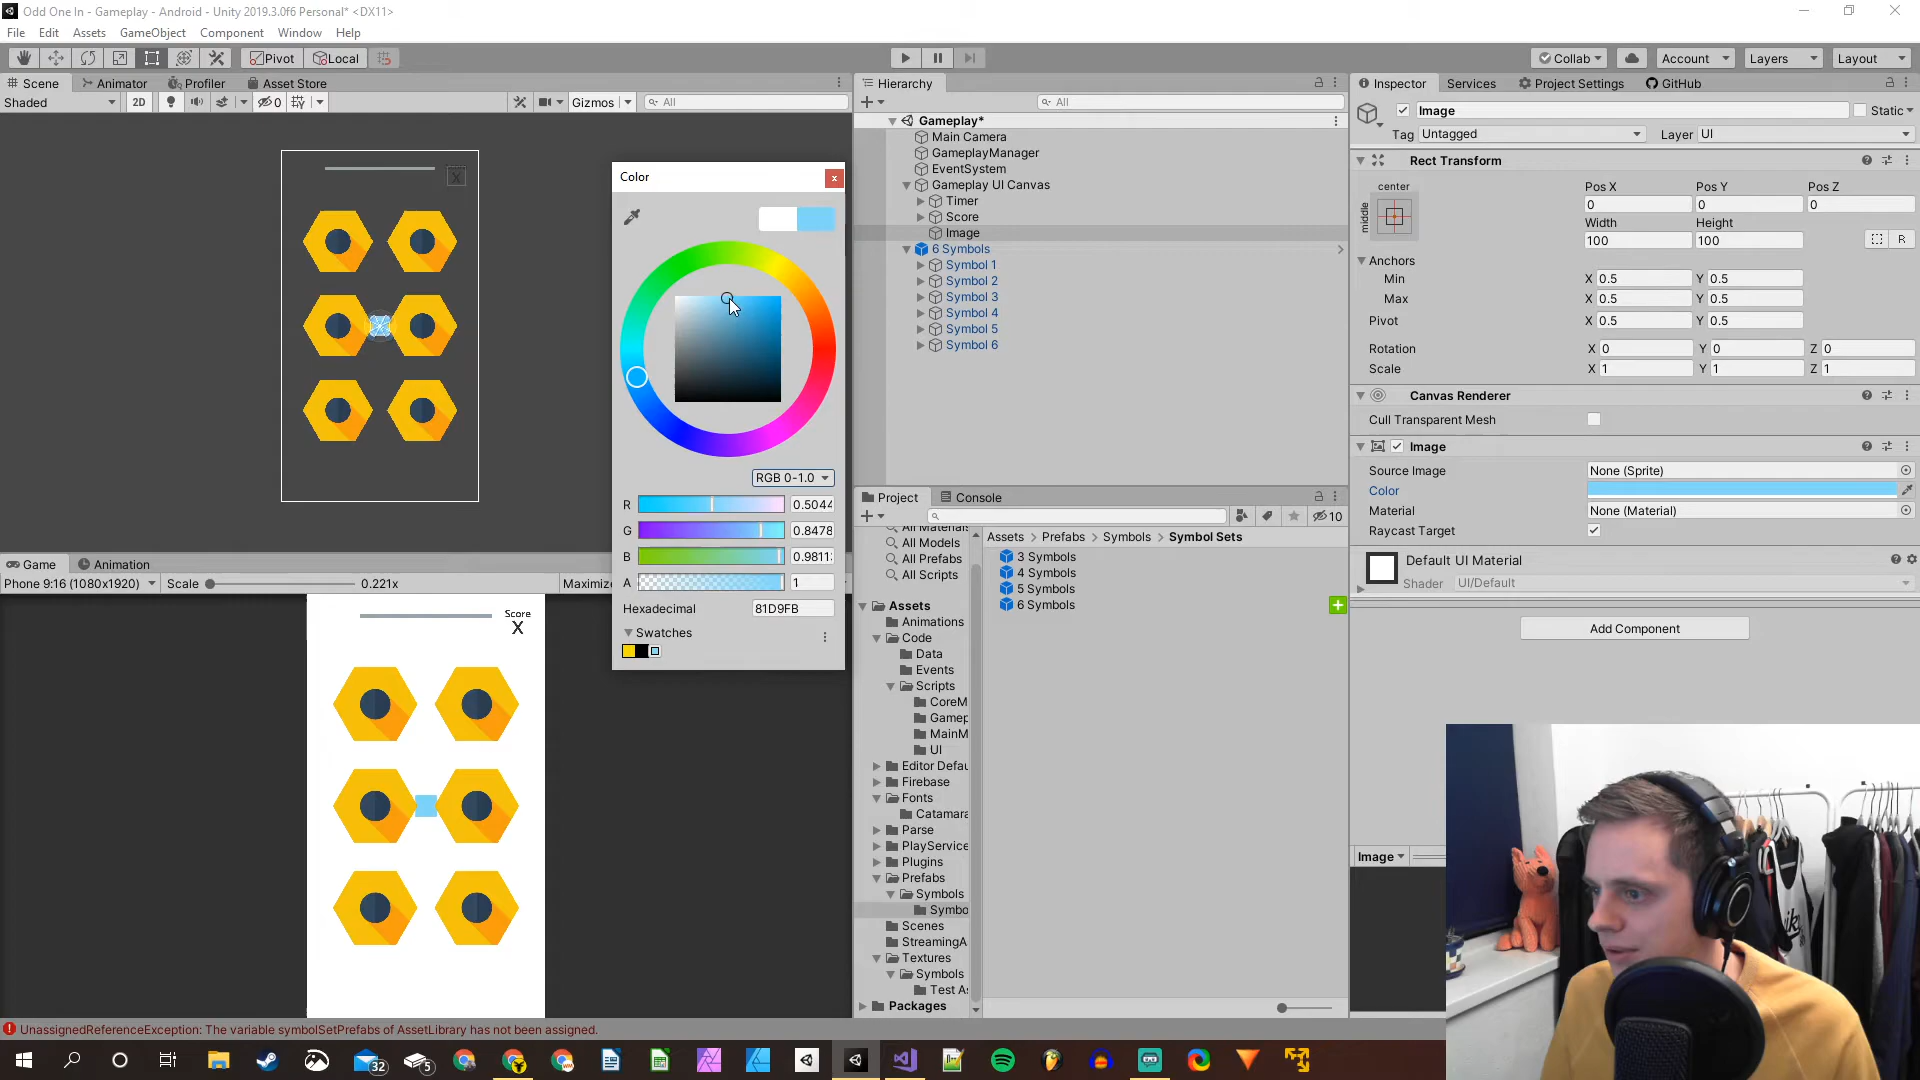 Odd One In - Gameplay - Android - Unity 2019.3.0f6 Personal* <DX11>
File Edit Assets GameObject Component Window Help
Pivot Local Collab Account Layers Layout
Scene Animator Profiler Asset Store
Shaded 2D 0 Gizmos All
Hierarchy
All
Gameplay*
Main Camera
GameplayManager
EventSystem
Gameplay UI Canvas
Timer
Score
Image
6 Symbols
Symbol 1
Symbol 2
Symbol 3
Symbol 4
Symbol 5
Symbol 6
X
Color
x
RGB 0-1.0
R 0.5044
G 0.8478
B 0.9811
A 1
Hexadecimal 81D9FB
Swatches
Inspector Services Project Settings GitHub
Image Static
Tag Untagged Layer UI
Rect Transform
center
middle
Pos X Pos Y Pos Z
0 0 0
Width Height
100 100
R
Anchors
Min X 0.5 Y 0.5
Max X 0.5 Y 0.5
Pivot X 0.5 Y 0.5
Rotation X 0 Y 0 Z 0
Scale X 1 Y 1 Z 1
Canvas Renderer
Cull Transparent Mesh
Image
Source Image None (Sprite)
Color
Material None (Material)
Raycast Target
Default UI Material
Shader UI/Default
Add Component
Image
Game Animation
Phone 9:16 (1080x1920) Scale 0.221x Maximiz
Score
X
Project Console
10
All Materials
All Models
All Prefabs
All Scripts
Assets
Animations
Code
Data
Events
Scripts
CoreM
Gamep
MainM
UI
Editor Defau
Firebase
Fonts
Catamara
Parse
PlayService
Plugins
Prefabs
Symbols
Symbo
Scenes
StreamingA
Textures
Symbols
Test As
Packages
Assets > Prefabs > Symbols > Symbol Sets
3 Symbols
4 Symbols
5 Symbols
6 Symbols
UnassignedReferenceException: The variable symbolSetPrefabs of AssetLibrary has not been assigned.
32
5